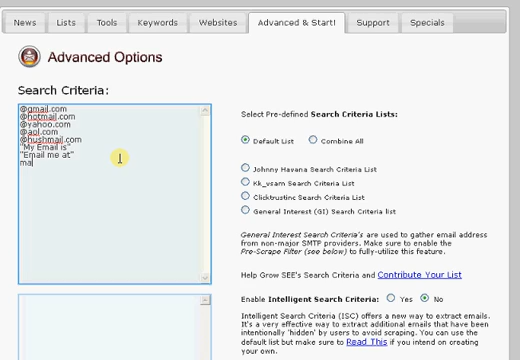 News
Lists
Tools
Keywords
Websites
Advanced & Start!
Support
Specials
Advanced Options
Search Criteria:
@gmail.com
@hotmail.com
@yahoo.com
@aol.com
@hushmail.com
"My Email is"
"Email me at"
ma
Select Pre-defined Search Criteria Lists:
Default List
Combine All
Johnny Havana Search Criteria List
Kk_vsam Search Criteria List
Clicktrustinc Search Criteria List
General Interest (GI) Search Criteria list
General Interest Search Criteria's are used to gather email address
from non-major SMTP providers. Make sure to enable the
Pre-Scrape Filter (see below) to fully-utilize this feature.
Help Grow SEE's Search Criteria and Contribute Your List
Enable Intelligent Search Criteria: Yes No
Intelligent Search Criteria (ISC) offers a new way to extract emails.
It's a very effective way to extract additional emails that have been
intentionally 'hidden' by users to avoid scraping. You can use the
default list but make sure to Read This if you intend on creating
your own.